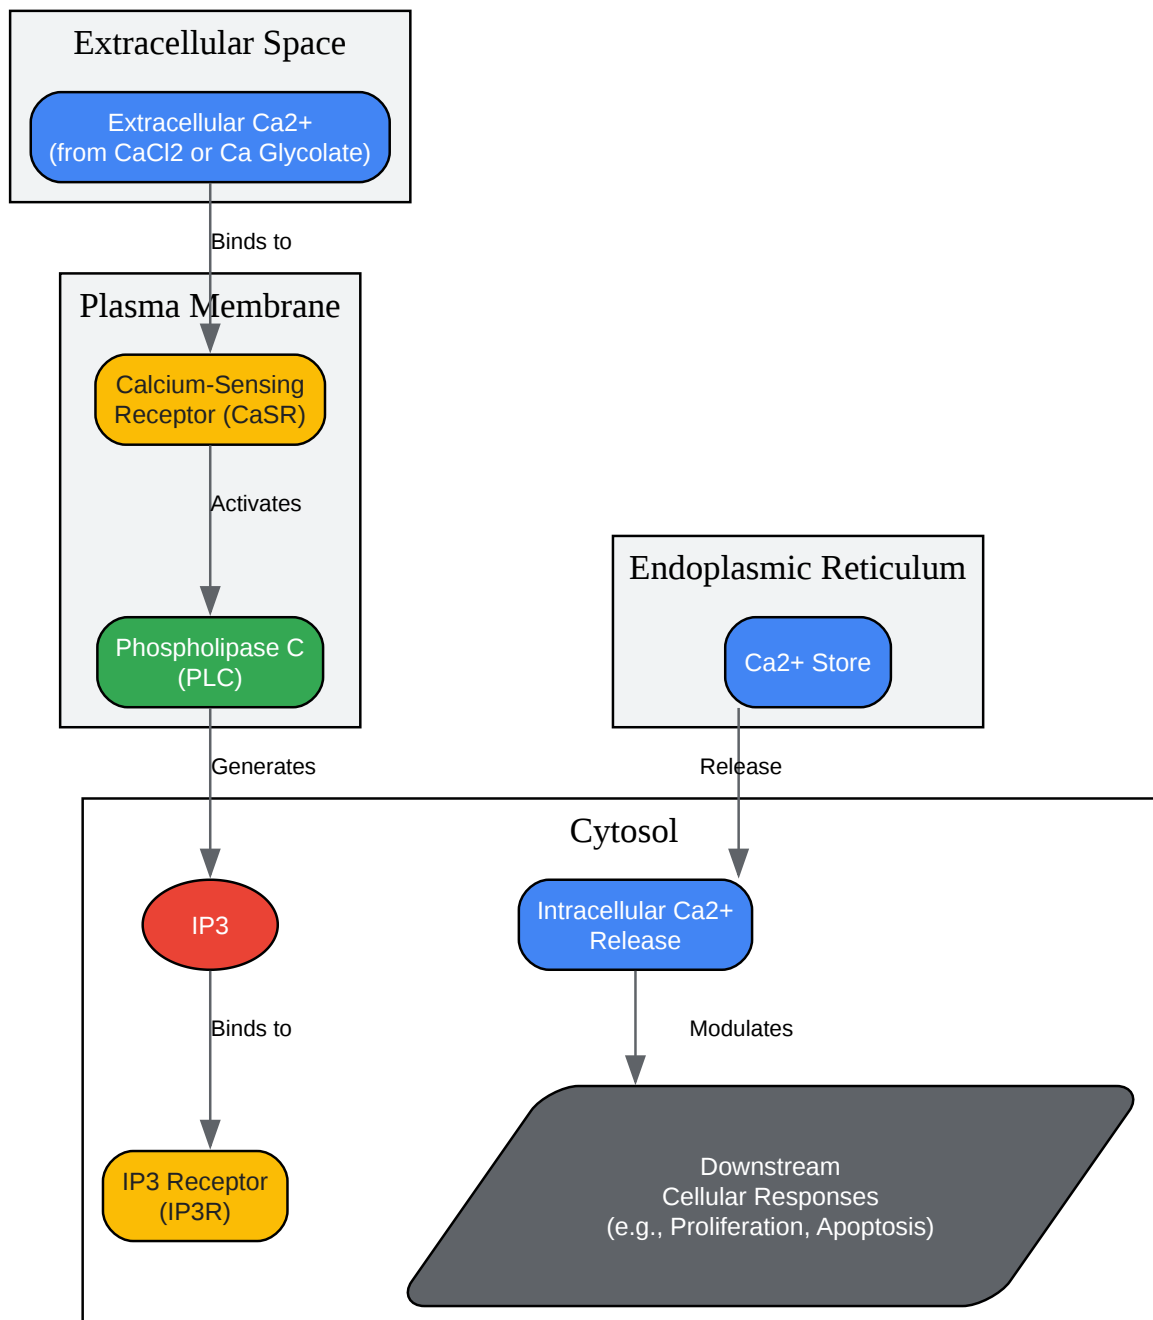 Extracellular Space
Extracellular Ca2+
(from CaCl2 or Ca Glycolate)
Binds to
Plasma Membrane
Calcium-Sensing
Receptor (CaSR)
Activates
Phospholipase C
(PLC)
Generates
Endoplasmic Reticulum
Ca2+ Store
Release
Cytosol
IP3
Binds to
IP3 Receptor
(IP3R)
Intracellular Ca2+
Release
Modulates
Downstream
Cellular Responses
(e.g., Proliferation, Apoptosis)